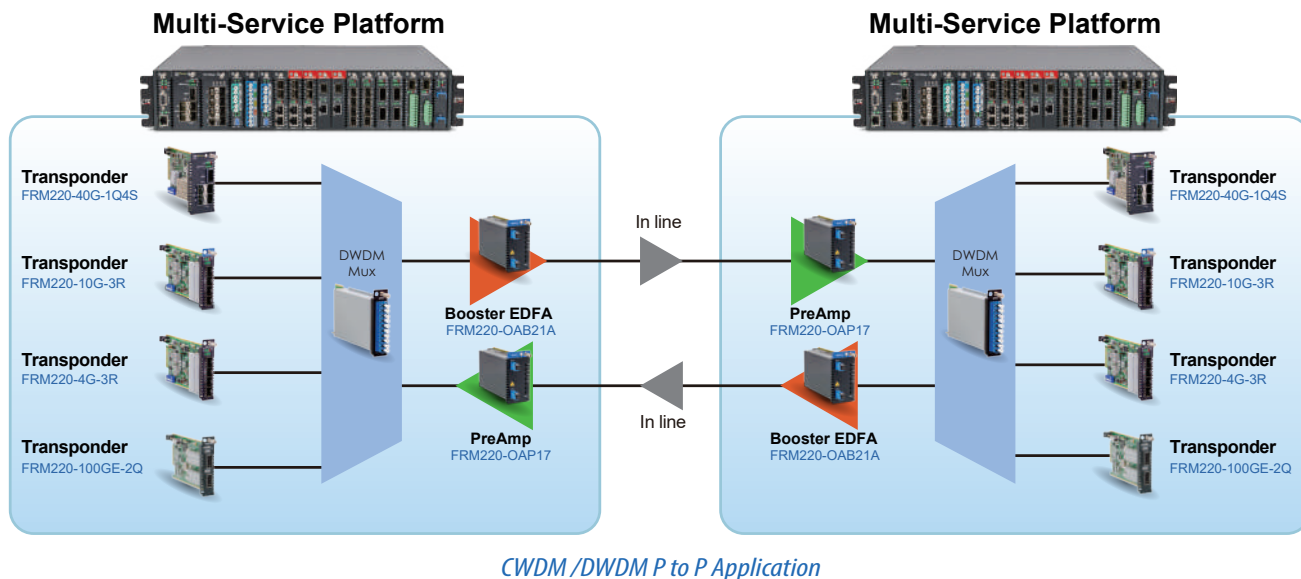 Multi-Service Platform
Multi-Service Platform
Transponder
FRM220-40G-1Q4S
Transponder
FRM220-10G-3R
Transponder
FRM220-4G-3R
Transponder
FRM220-100GE-2Q
DWDM
Mux
Booster EDFA
FRM220-OAB21A
PreAmp
FRM220-OAP17
In line
In line
PreAmp
FRM220-OAP17
Booster EDFA
FRM220-OAB21A
DWDM
Mux
Transponder
FRM220-40G-1Q4S
Transponder
FRM220-10G-3R
Transponder
FRM220-4G-3R
Transponder
FRM220-100GE-2Q
CWDM /DWDM P to P Application